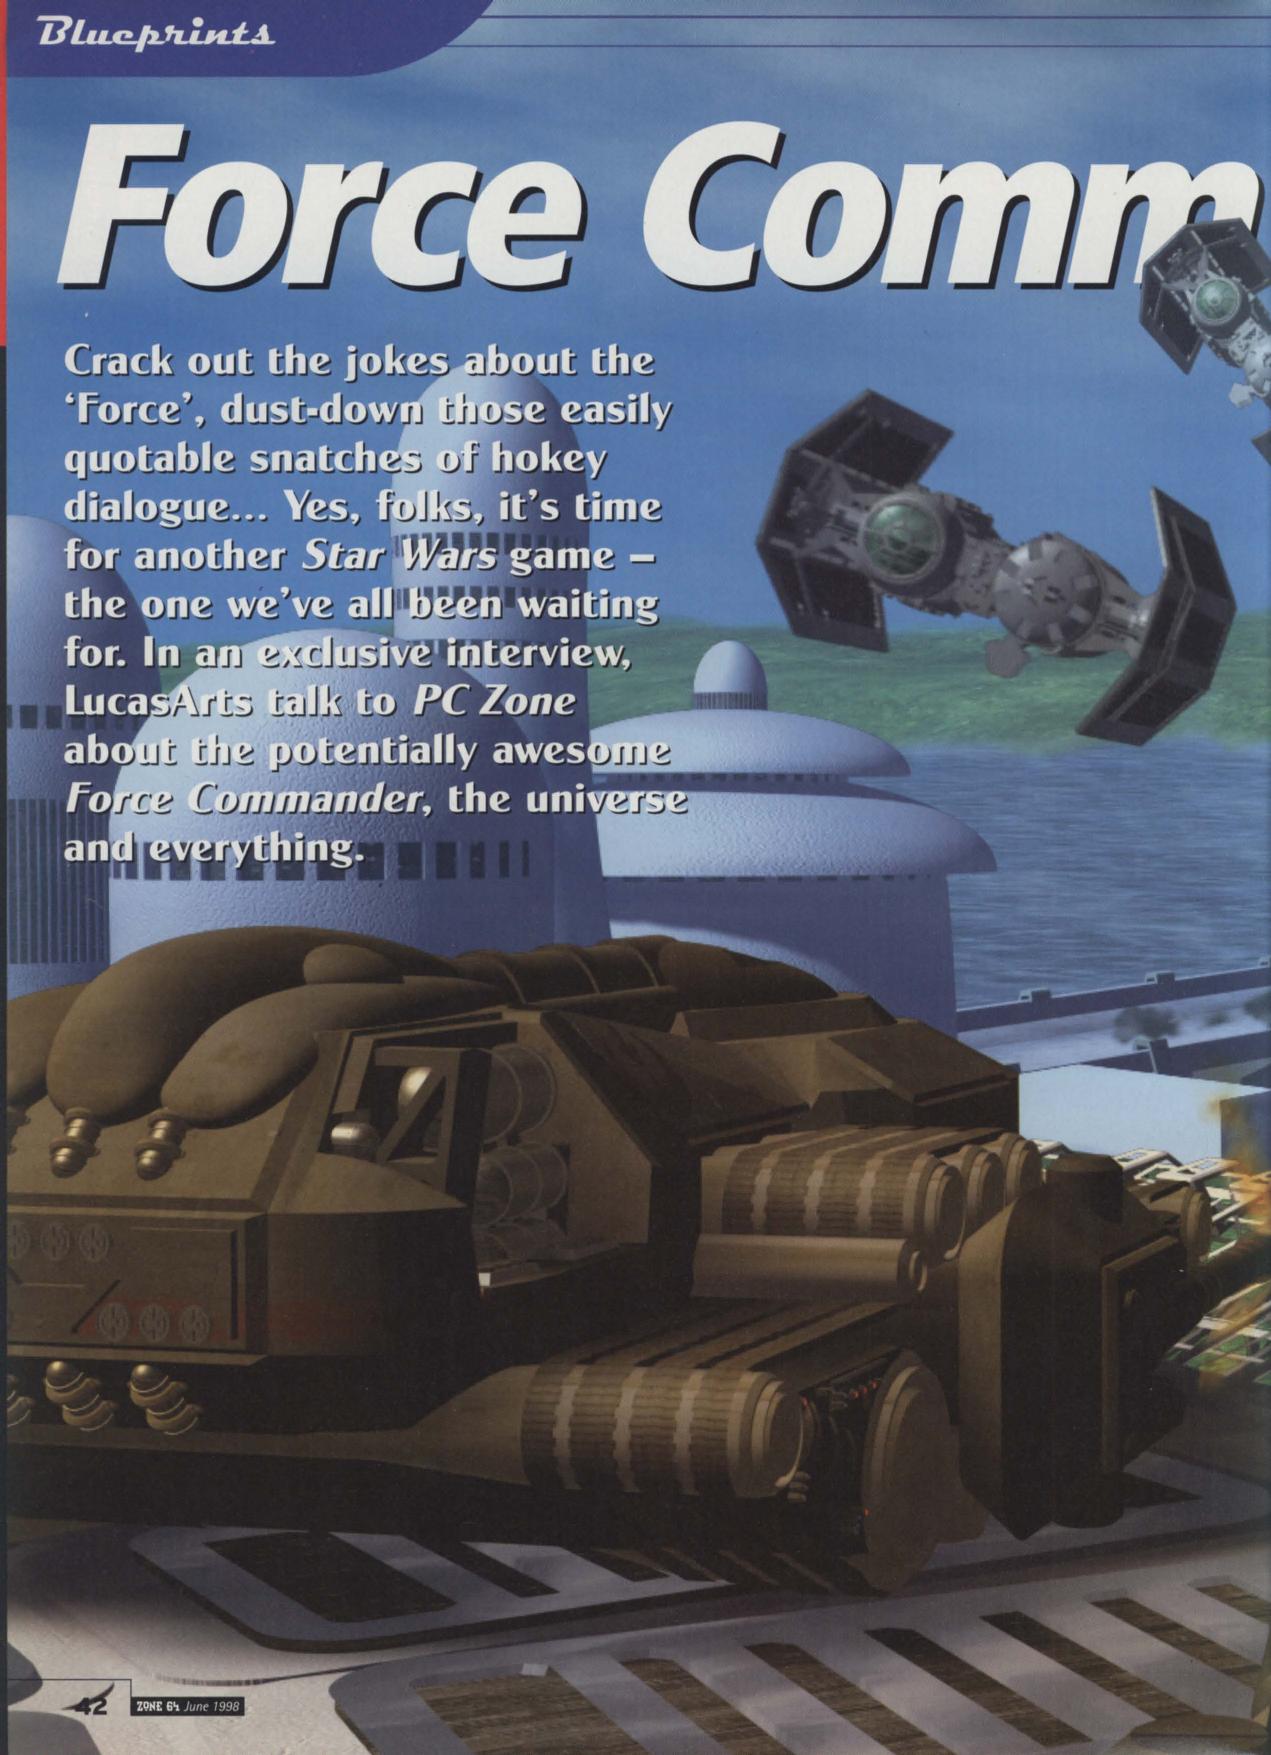 Blueprints
Force Comm
Crack out the jokes about the
‘Force’, dust-down those easily
quotable snatches of hokey
dialogue... Yes, folks, it’s time
for another Star Wars game –
the one we’ve all been waiting
for. In an exclusive interview,
LucasArts talk to PC Zone
about the potentially awesome
Force Commander, the universe
and everything.
42 ZONE 64 June 1998